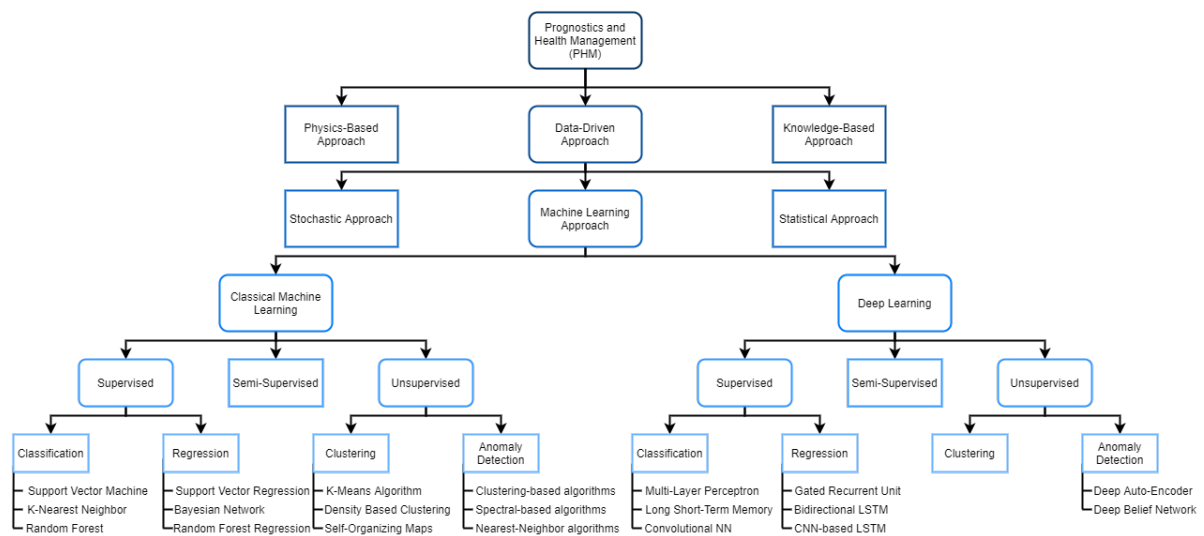 Prognostics and
Health Management
(PHM)
Physics-Based
Approach
Data-Driven
Approach
Knowledge-Based
Approach
Stochastic Approach
Machine Learning
Approach
Statistical Approach
Classical Machine
Learning
Deep Learning
Supervised
Semi-Supervised
Unsupervised
Supervised
Semi-Supervised
Unsupervised
Classification
Regression
Clustering
Anomaly
Detection
Classification
Regression
Clustering
Anomaly
Detection
Support Vector Machine
K-Nearest Neighbor
Random Forest
Support Vector Regression
Bayesian Network
Random Forest Regression
K-Means Algorithm
Density Based Clustering
Self-Organizing Maps
Clustering-based algorithms
Spectral-based algorithms
Nearest-Neighbor algorithms
Multi-Layer Perceptron
Long Short-Term Memory
Convolutional NN
Gated Recurrent Unit
Bidirectional LSTM
CNN-based LSTM
Deep Auto-Encoder
Deep Belief Network